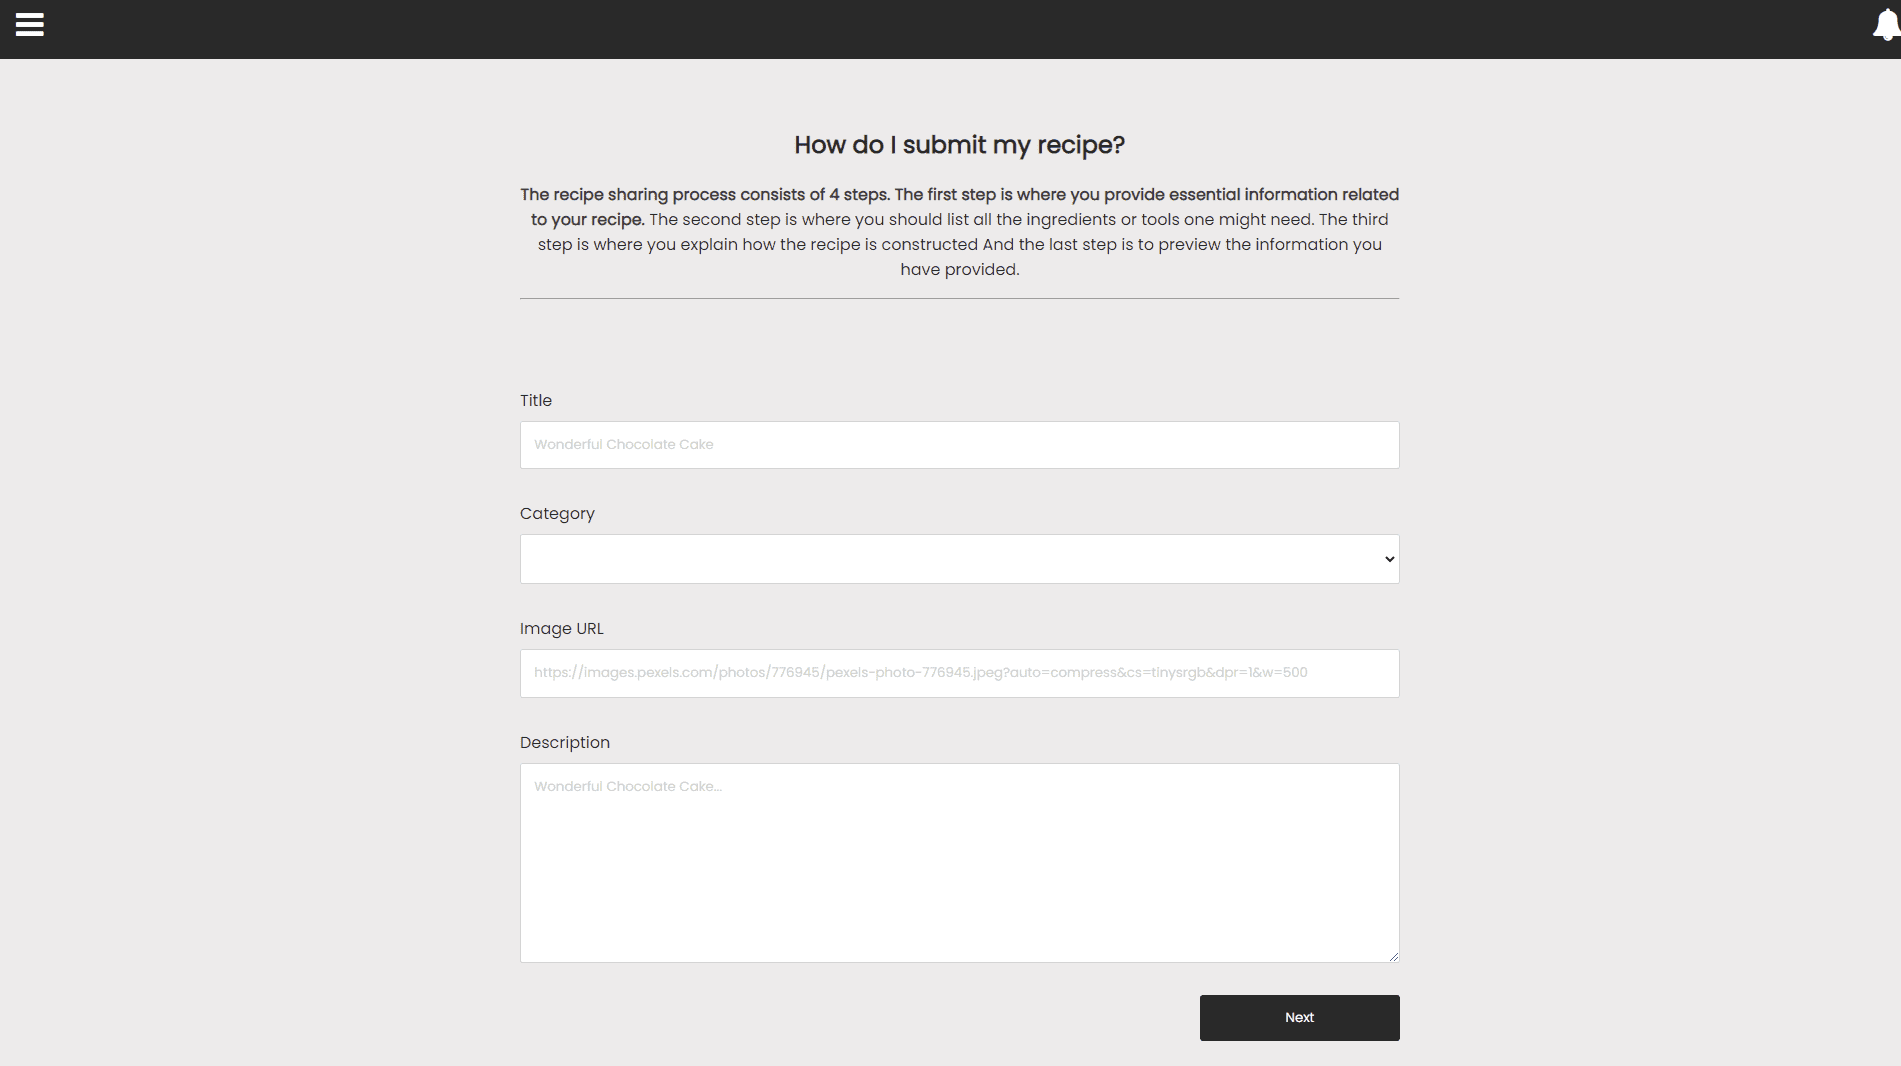 How do I submit my recipe?
The recipe sharing process consists of 4 steps. The first step is where you provide essential information related
to your recipe. The second step is where you should list all the ingredients or tools one might need. The third
step is where you explain how the recipe is constructed And the last step is to preview the information you
have provided.
Title
Wonderful Chocolate Cake
Category
Image URL
https://images.pexels.com/photos/776945/pexels-photo-776945.jpeg?auto=compress&cs=tinysrgb&dpr=1&w=500
Description
Wonderful Chocolate Cake...
Next